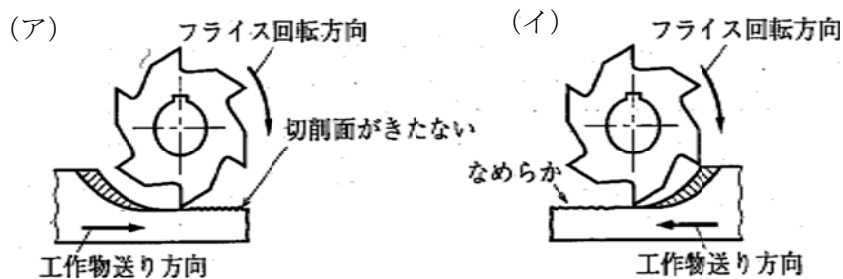 (ア)
フライス回転方向
切削面がきたない
工作物送り方向
(イ)
フライス回転方向
なめらか
工作物送り方向